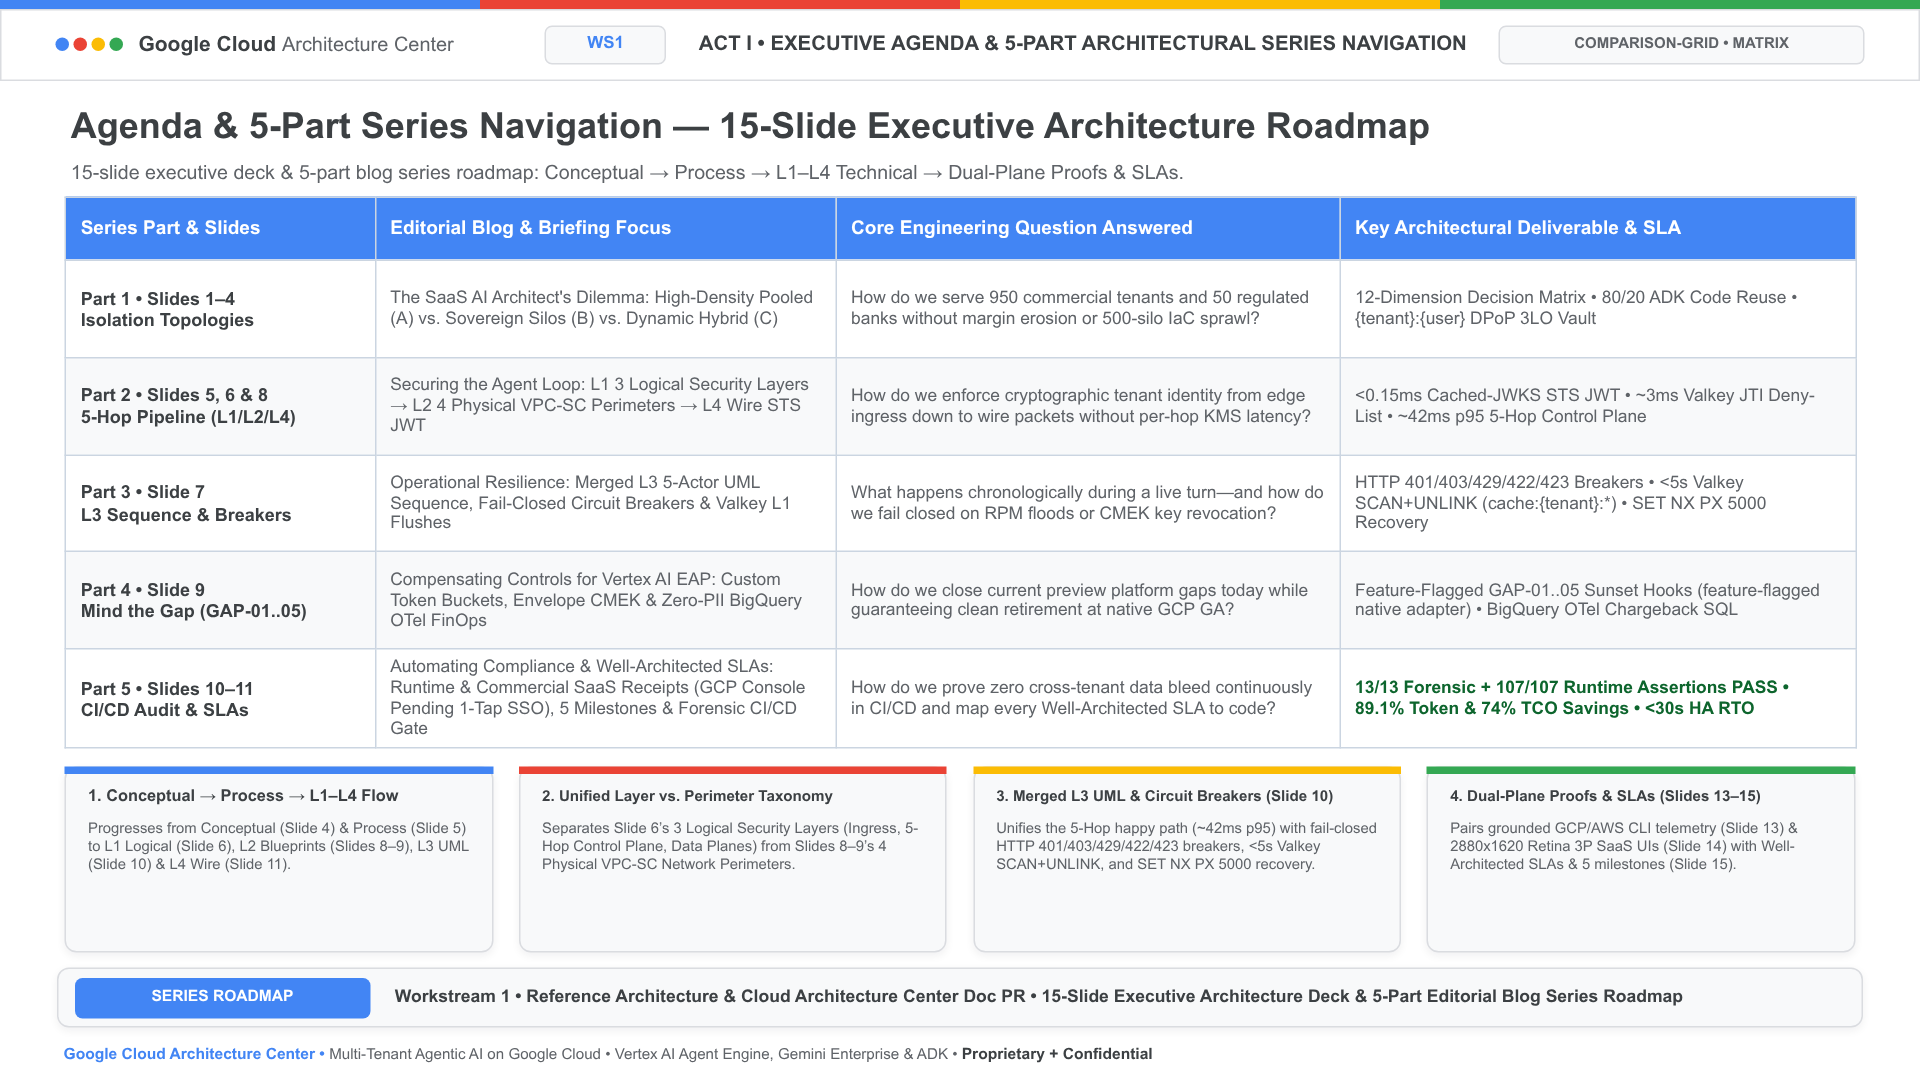 Google Cloud Architecture Center
WS1
ACT I • EXECUTIVE AGENDA & 5-PART ARCHITECTURAL SERIES NAVIGATION
COMPARISON-GRID • MATRIX
Agenda & 5-Part Series Navigation — 15-Slide Executive Architecture Roadmap
15-slide executive deck & 5-part blog series roadmap: Conceptual → Process → L1–L4 Technical → Dual-Plane Proofs & SLAs.
Series Part & Slides
Editorial Blog & Briefing Focus
Core Engineering Question Answered
Key Architectural Deliverable & SLA
Part 1 • Slides 1–4
Isolation Topologies
The SaaS AI Architect's Dilemma: High-Density Pooled
(A) vs. Sovereign Silos (B) vs. Dynamic Hybrid (C)
How do we serve 950 commercial tenants and 50 regulated
banks without margin erosion or 500-silo IaC sprawl?
12-Dimension Decision Matrix • 80/20 ADK Code Reuse •
{tenant}:{user} DPoP 3LO Vault
Part 2 • Slides 5, 6 & 8
5-Hop Pipeline (L1/L2/L4)
Securing the Agent Loop: L1 3 Logical Security Layers
→ L2 4 Physical VPC-SC Perimeters → L4 Wire STS
JWT
How do we enforce cryptographic tenant identity from edge
ingress down to wire packets without per-hop KMS latency?
<0.15ms Cached-JWKS STS JWT • ~3ms Valkey JTI Deny-
List • ~42ms p95 5-Hop Control Plane
Part 3 • Slide 7
L3 Sequence & Breakers
Operational Resilience: Merged L3 5-Actor UML
Sequence, Fail-Closed Circuit Breakers & Valkey L1
Flushes
What happens chronologically during a live turn—and how do
we fail closed on RPM floods or CMEK key revocation?
HTTP 401/403/429/422/423 Breakers • <5s Valkey
SCAN+UNLINK (cache:{tenant}:*) • SET NX PX 5000
Recovery
Part 4 • Slide 9
Mind the Gap (GAP-01..05)
Compensating Controls for Vertex AI EAP: Custom
Token Buckets, Envelope CMEK & Zero-PII BigQuery
OTel FinOps
How do we close current preview platform gaps today while
guaranteeing clean retirement at native GCP GA?
Feature-Flagged GAP-01..05 Sunset Hooks (feature-flagged
native adapter) • BigQuery OTel Chargeback SQL
Part 5 • Slides 10–11
CI/CD Audit & SLAs
Automating Compliance & Well-Architected SLAs:
Runtime & Commercial SaaS Receipts (GCP Console
Pending 1-Tap SSO), 5 Milestones & Forensic CI/CD
Gate
How do we prove zero cross-tenant data bleed continuously
in CI/CD and map every Well-Architected SLA to code?
13/13 Forensic + 107/107 Runtime Assertions PASS •
89.1% Token & 74% TCO Savings • <30s HA RTO
1. Conceptual → Process → L1–L4 Flow
Progresses from Conceptual (Slide 4) & Process (Slide 5)
to L1 Logical (Slide 6), L2 Blueprints (Slides 8–9), L3 UML
(Slide 10) & L4 Wire (Slide 11).
2. Unified Layer vs. Perimeter Taxonomy
Separates Slide 6’s 3 Logical Security Layers (Ingress, 5-
Hop Control Plane, Data Planes) from Slides 8–9’s 4
Physical VPC-SC Network Perimeters.
3. Merged L3 UML & Circuit Breakers (Slide 10)
Unifies the 5-Hop happy path (~42ms p95) with fail-closed
HTTP 401/403/429/422/423 breakers, <5s Valkey
SCAN+UNLINK, and SET NX PX 5000 recovery.
4. Dual-Plane Proofs & SLAs (Slides 13–15)
Pairs grounded GCP/AWS CLI telemetry (Slide 13) &
2880x1620 Retina 3P SaaS UIs (Slide 14) with Well-
Architected SLAs & 5 milestones (Slide 15).
SERIES ROADMAP
Workstream 1 • Reference Architecture & Cloud Architecture Center Doc PR • 15-Slide Executive Architecture Deck & 5-Part Editorial Blog Series Roadmap
Google Cloud Architecture Center • Multi-Tenant Agentic AI on Google Cloud • Vertex AI Agent Engine, Gemini Enterprise & ADK • Proprietary + Confidential